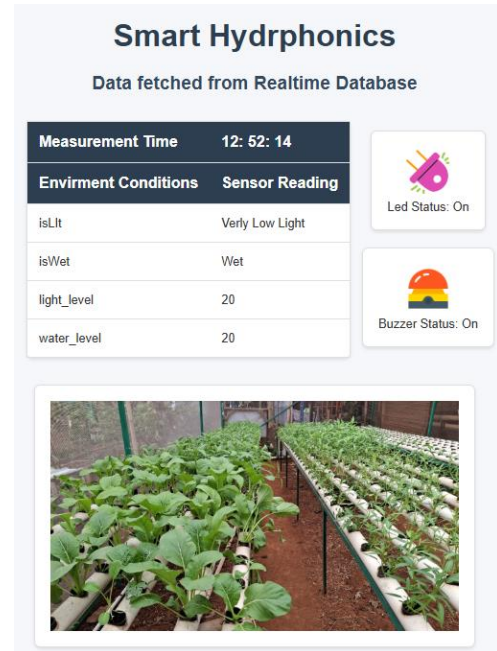 Smart Hydrphonics
Data fetched from Realtime Database
Measurement Time 12: 52: 14
Envirment Conditions Sensor Reading
isLIt Verly Low Light
isWet Wet
light_level 20
water_level 20
Led Status: On
Buzzer Status: On